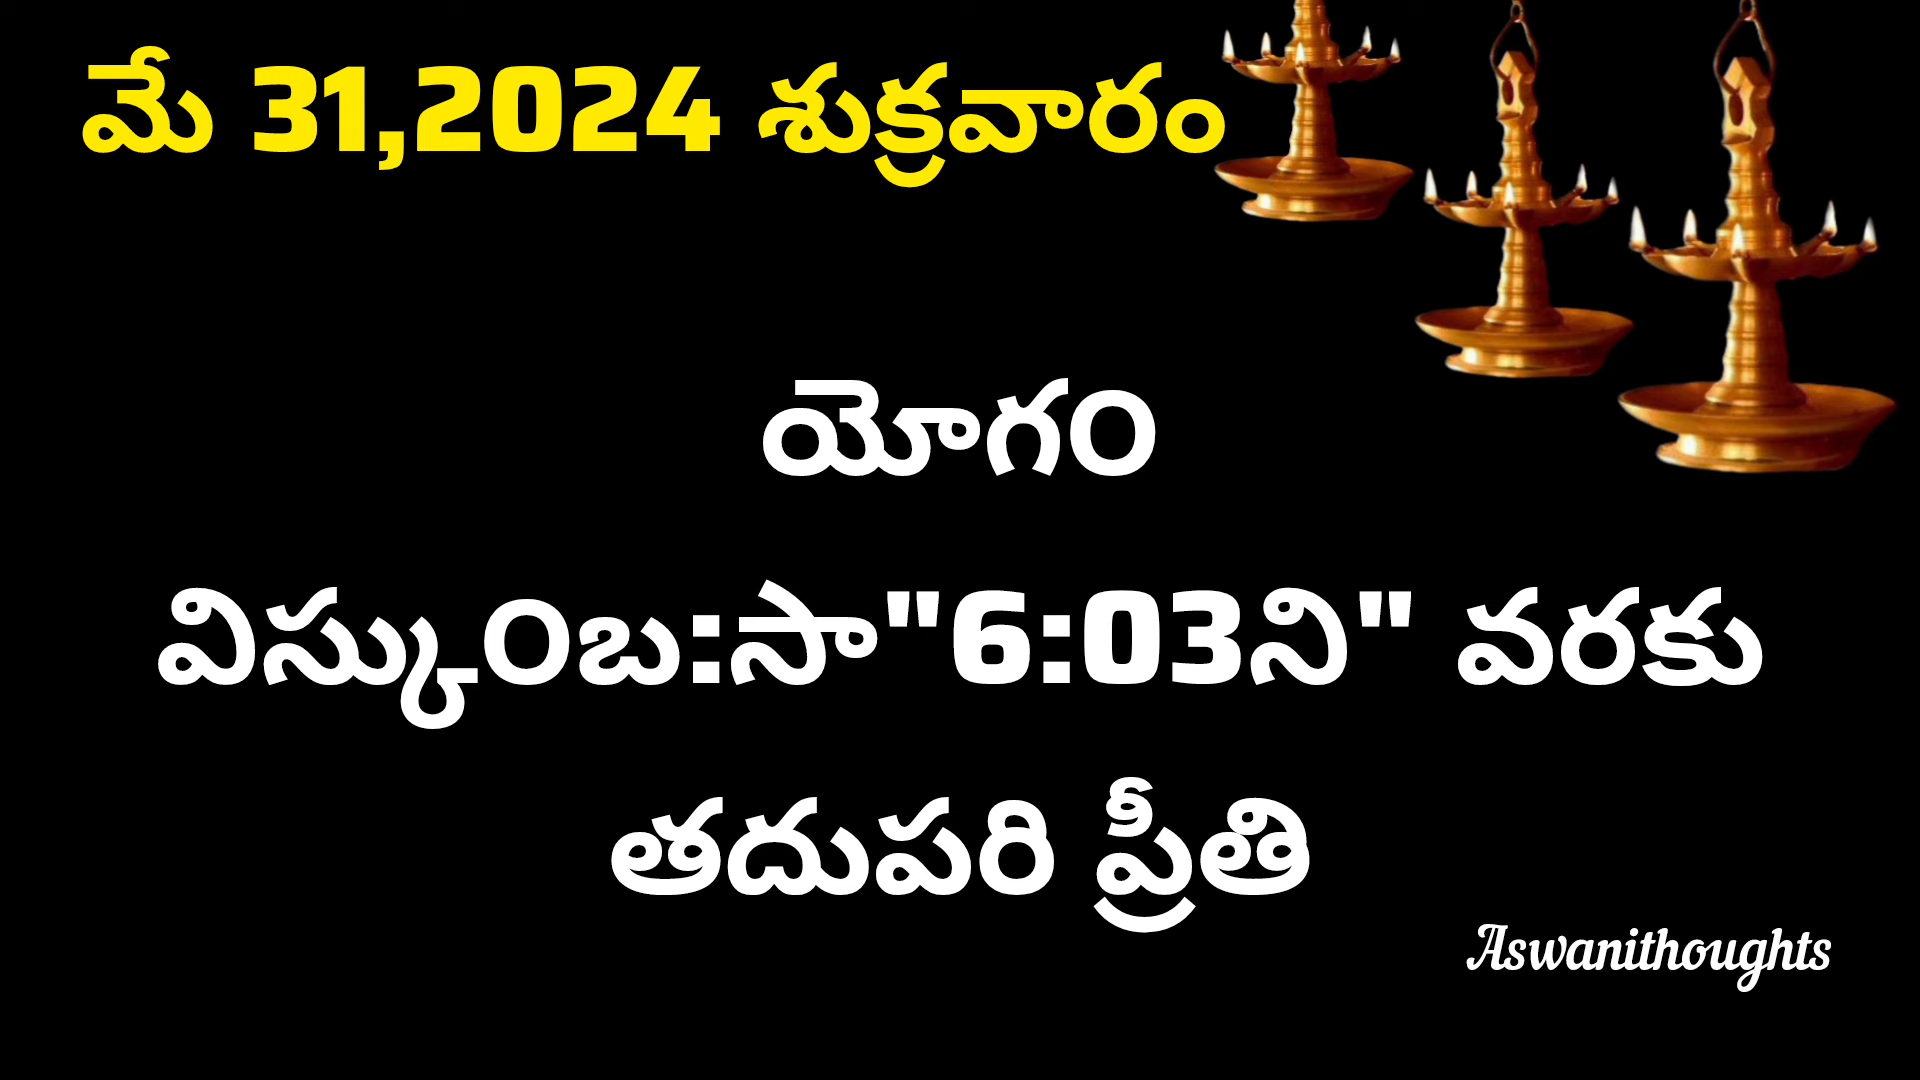 మే 31,2024 శుక్రవారం
యోగం
విస్కుంబ:సా"6:03ని" వరకు
తదుపరి ప్రీతి
Aswanithoughts